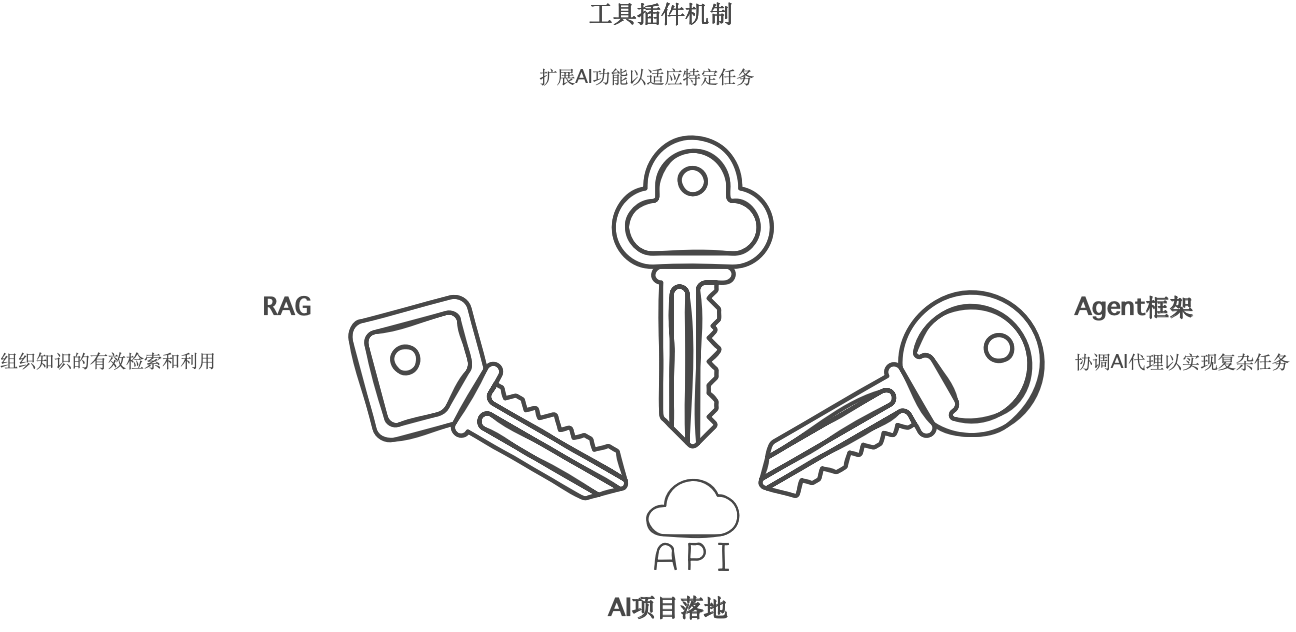 工具插件机制
扩展AI功能以适应特定任务
RAG
组织知识的有效检索和利用
Agent框架
协调AI代理以实现复杂任务
API
AI项目落地